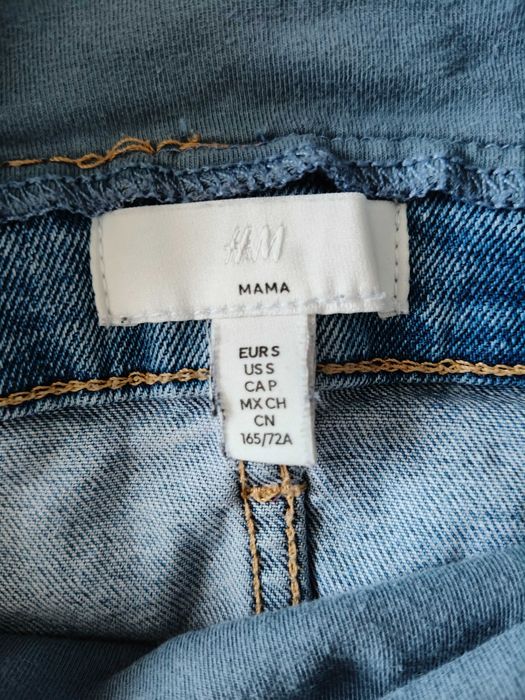 H&M
MAMA
EUR S
US S
CA P
MX CH
CN
165/72A